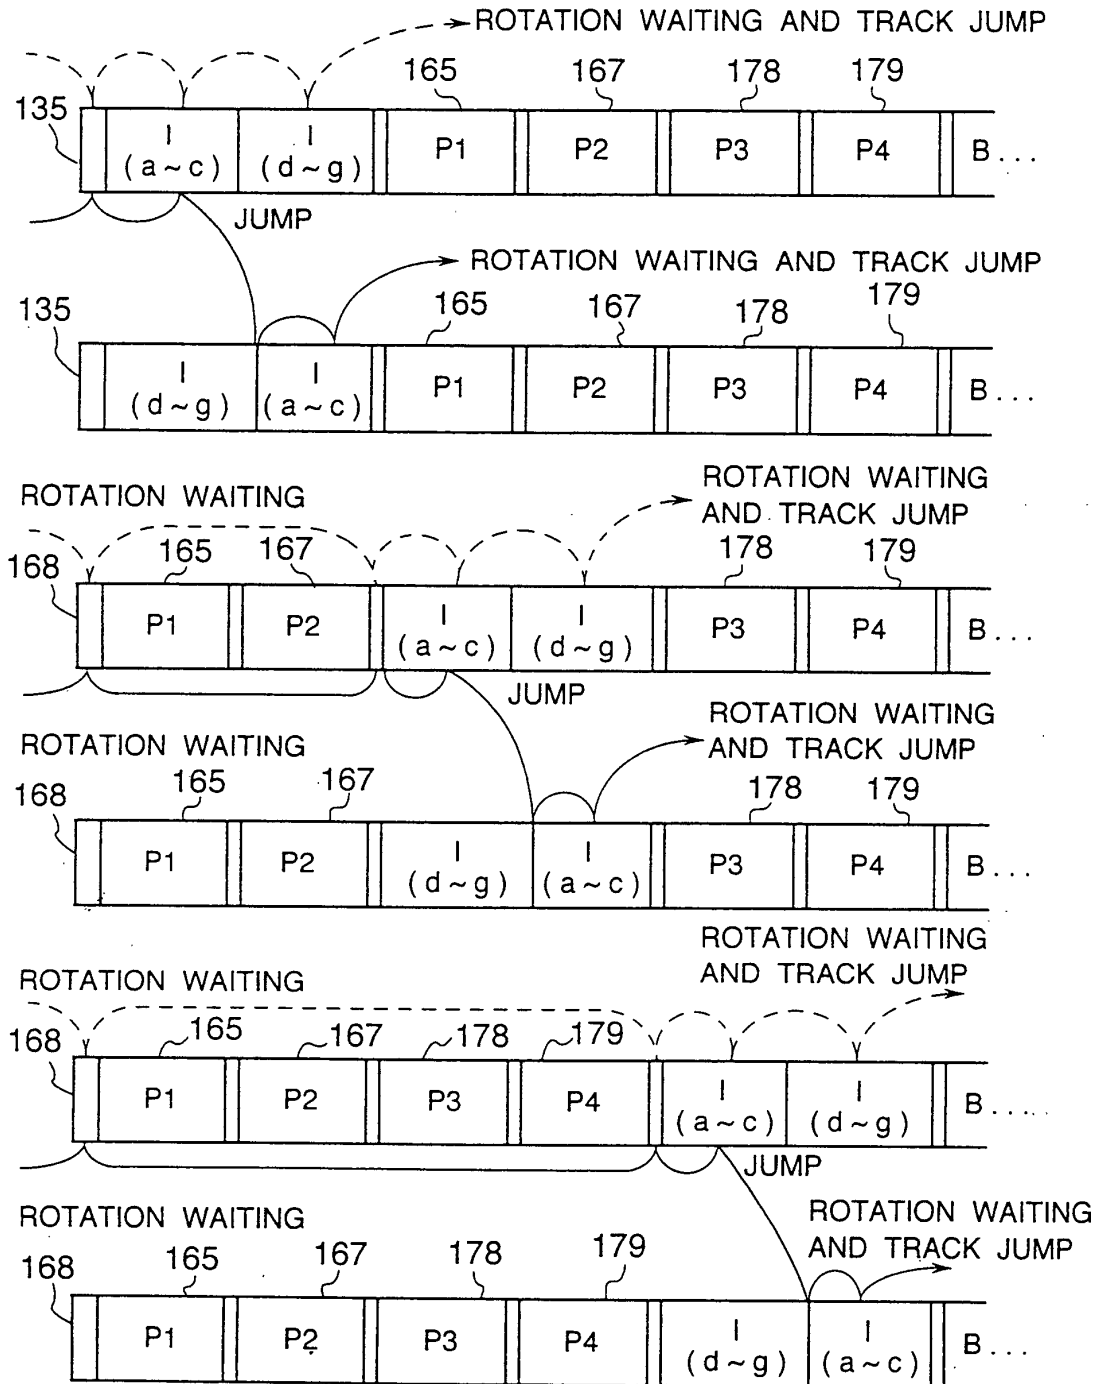 ROTATION WAITING AND TRACK JUMP
165 167 178 179
135
I I P1 P2 P3 P4 B...
(a~c) (d~g)
JUMP
ROTATION WAITING AND TRACK JUMP
135 165 167 178 179
I I P1 P2 P3 P4 B...
(d~g) (a~c)
ROTATION WAITING
ROTATION WAITING
AND TRACK JUMP
168 165 167 178 179
P1 P2 I I P3 P4 B...
(a~c) (d~g)
JUMP
ROTATION WAITING
AND TRACK JUMP
ROTATION WAITING
168 165 167 178 179
P1 P2 I I P3 P4 B...
(d~g) (a~c)
ROTATION WAITING
AND TRACK JUMP
ROTATION WAITING
168 165 167 178 179
P1 P2 P3 P4 I I B...
(a~c) (d~g)
JUMP
ROTATION WAITING
ROTATION WAITING
AND TRACK JUMP
168 165 167 178 179
P1 P2 P3 P4 I I B...
(d~g) (a~c)